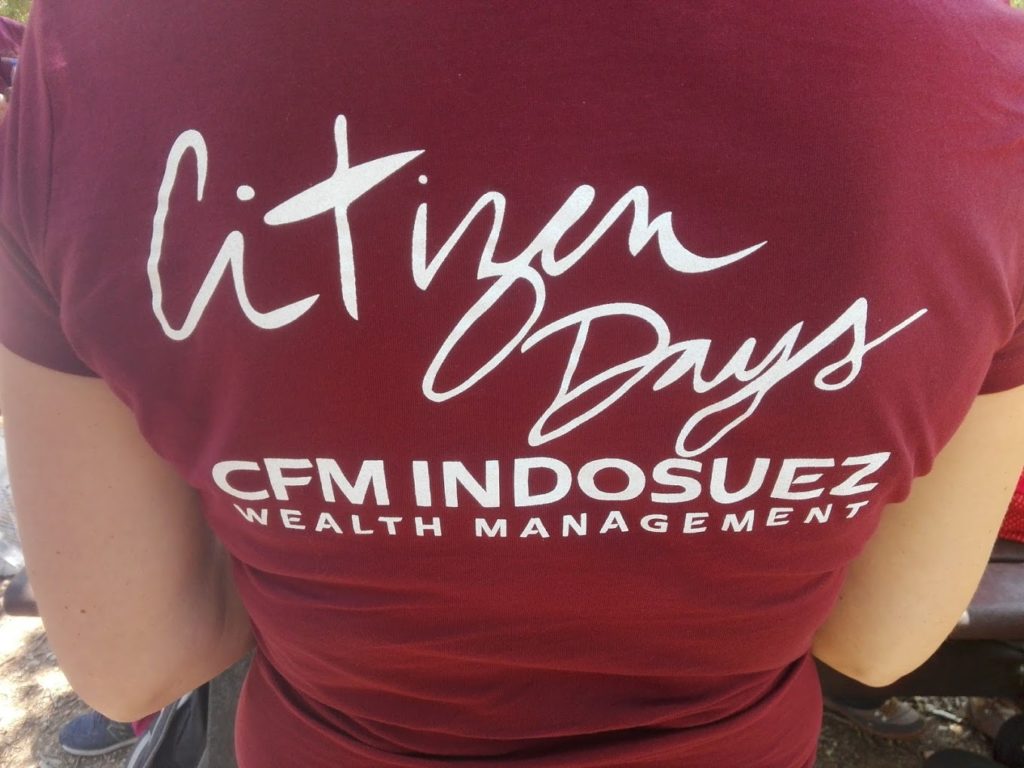 Citizen
Days
CFM INDOSUEZ
WEALTH MANAGEMENT